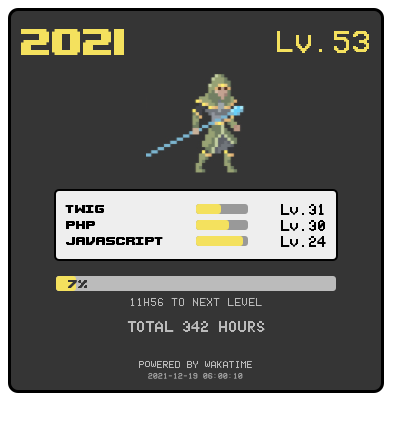 2021 Lv.53
TWIG Lv.31
PHP Lv.30
JAVASCRIPT Lv.24
7%
11H56 TO NEXT LEVEL
TOTAL 342 HOURS
POWERED BY WAKATIME
2021-12-19 06:00:10